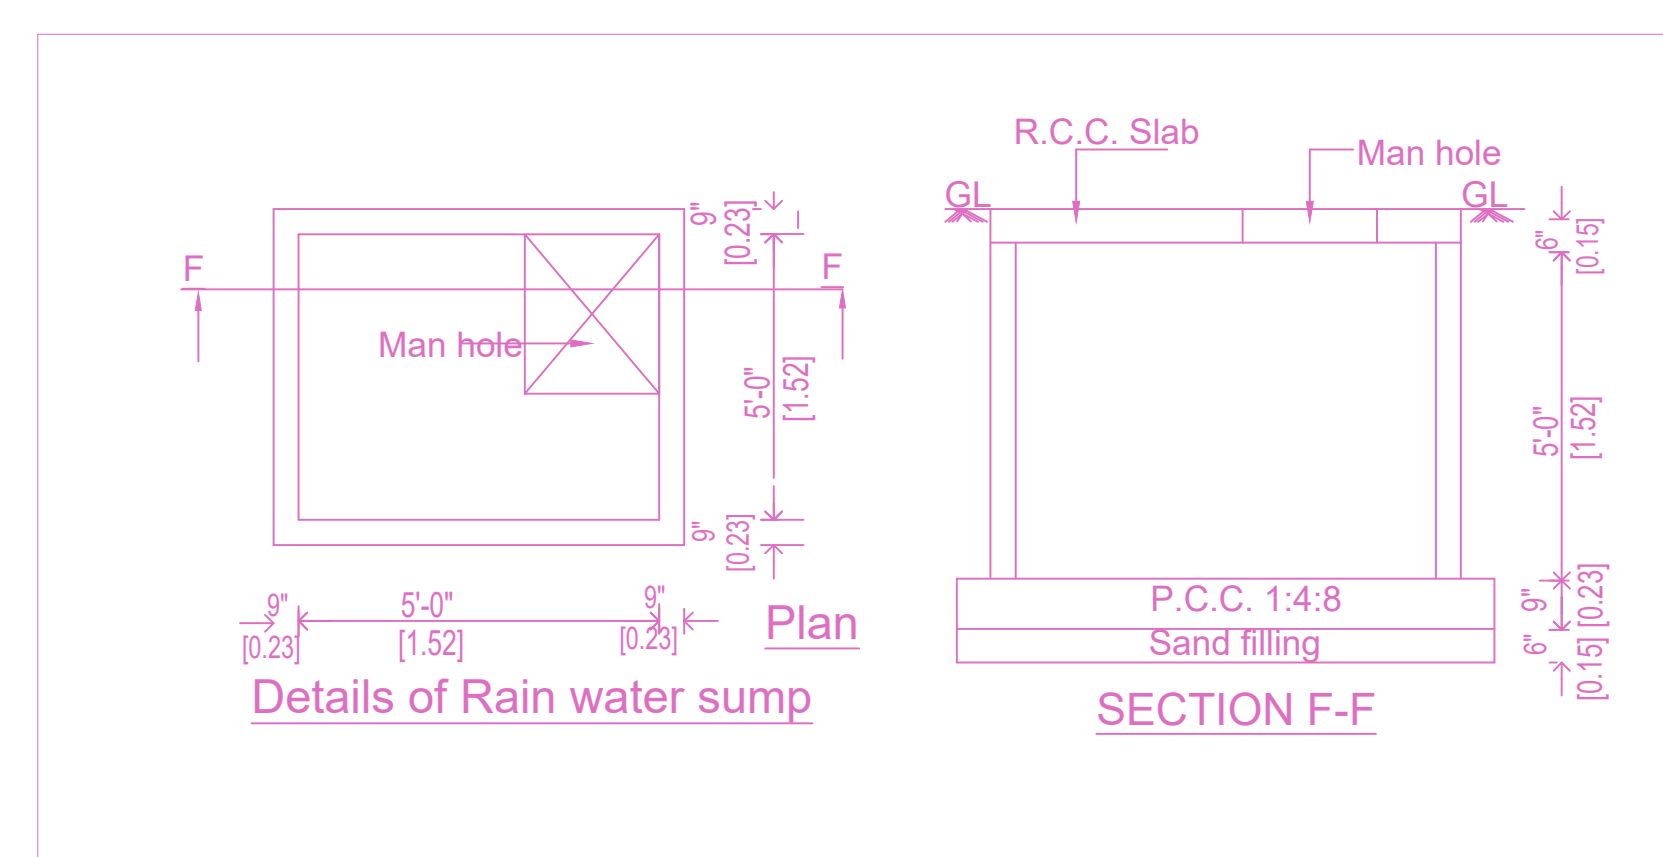 R.C.C. Slab
Man hole
GL
GL
9"
[0.23]
6"
[0.15]
F
F
Man hole
5'-0"
[1.52]
5'-0"
[1.52]
9"
[0.23]
9"
[0.23]
5'-0"
[1.52]
9"
[0.23]
Plan
P.C.C. 1:4:8
9"
[0.23]
Sand filling
6"
[0.15]
Details of Rain water sump
SECTION F-F